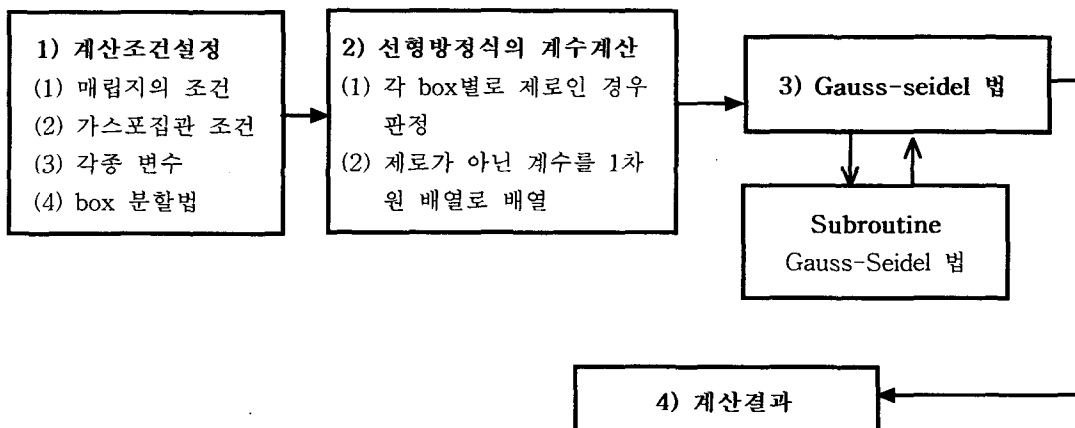 1) 계산조건설정
(1) 매립지의 조건
(2) 가스포집관 조건
(3) 각종 변수
(4) box 분할법
2) 선형방정식의 계수계산
(1) 각 box별로 제로인 경우
판정
(2) 제로가 아닌 계수를 1차
원 배열로 배열
3) Gauss-seidel 법
Subroutine
Gauss-Seidel 법
4) 계산결과